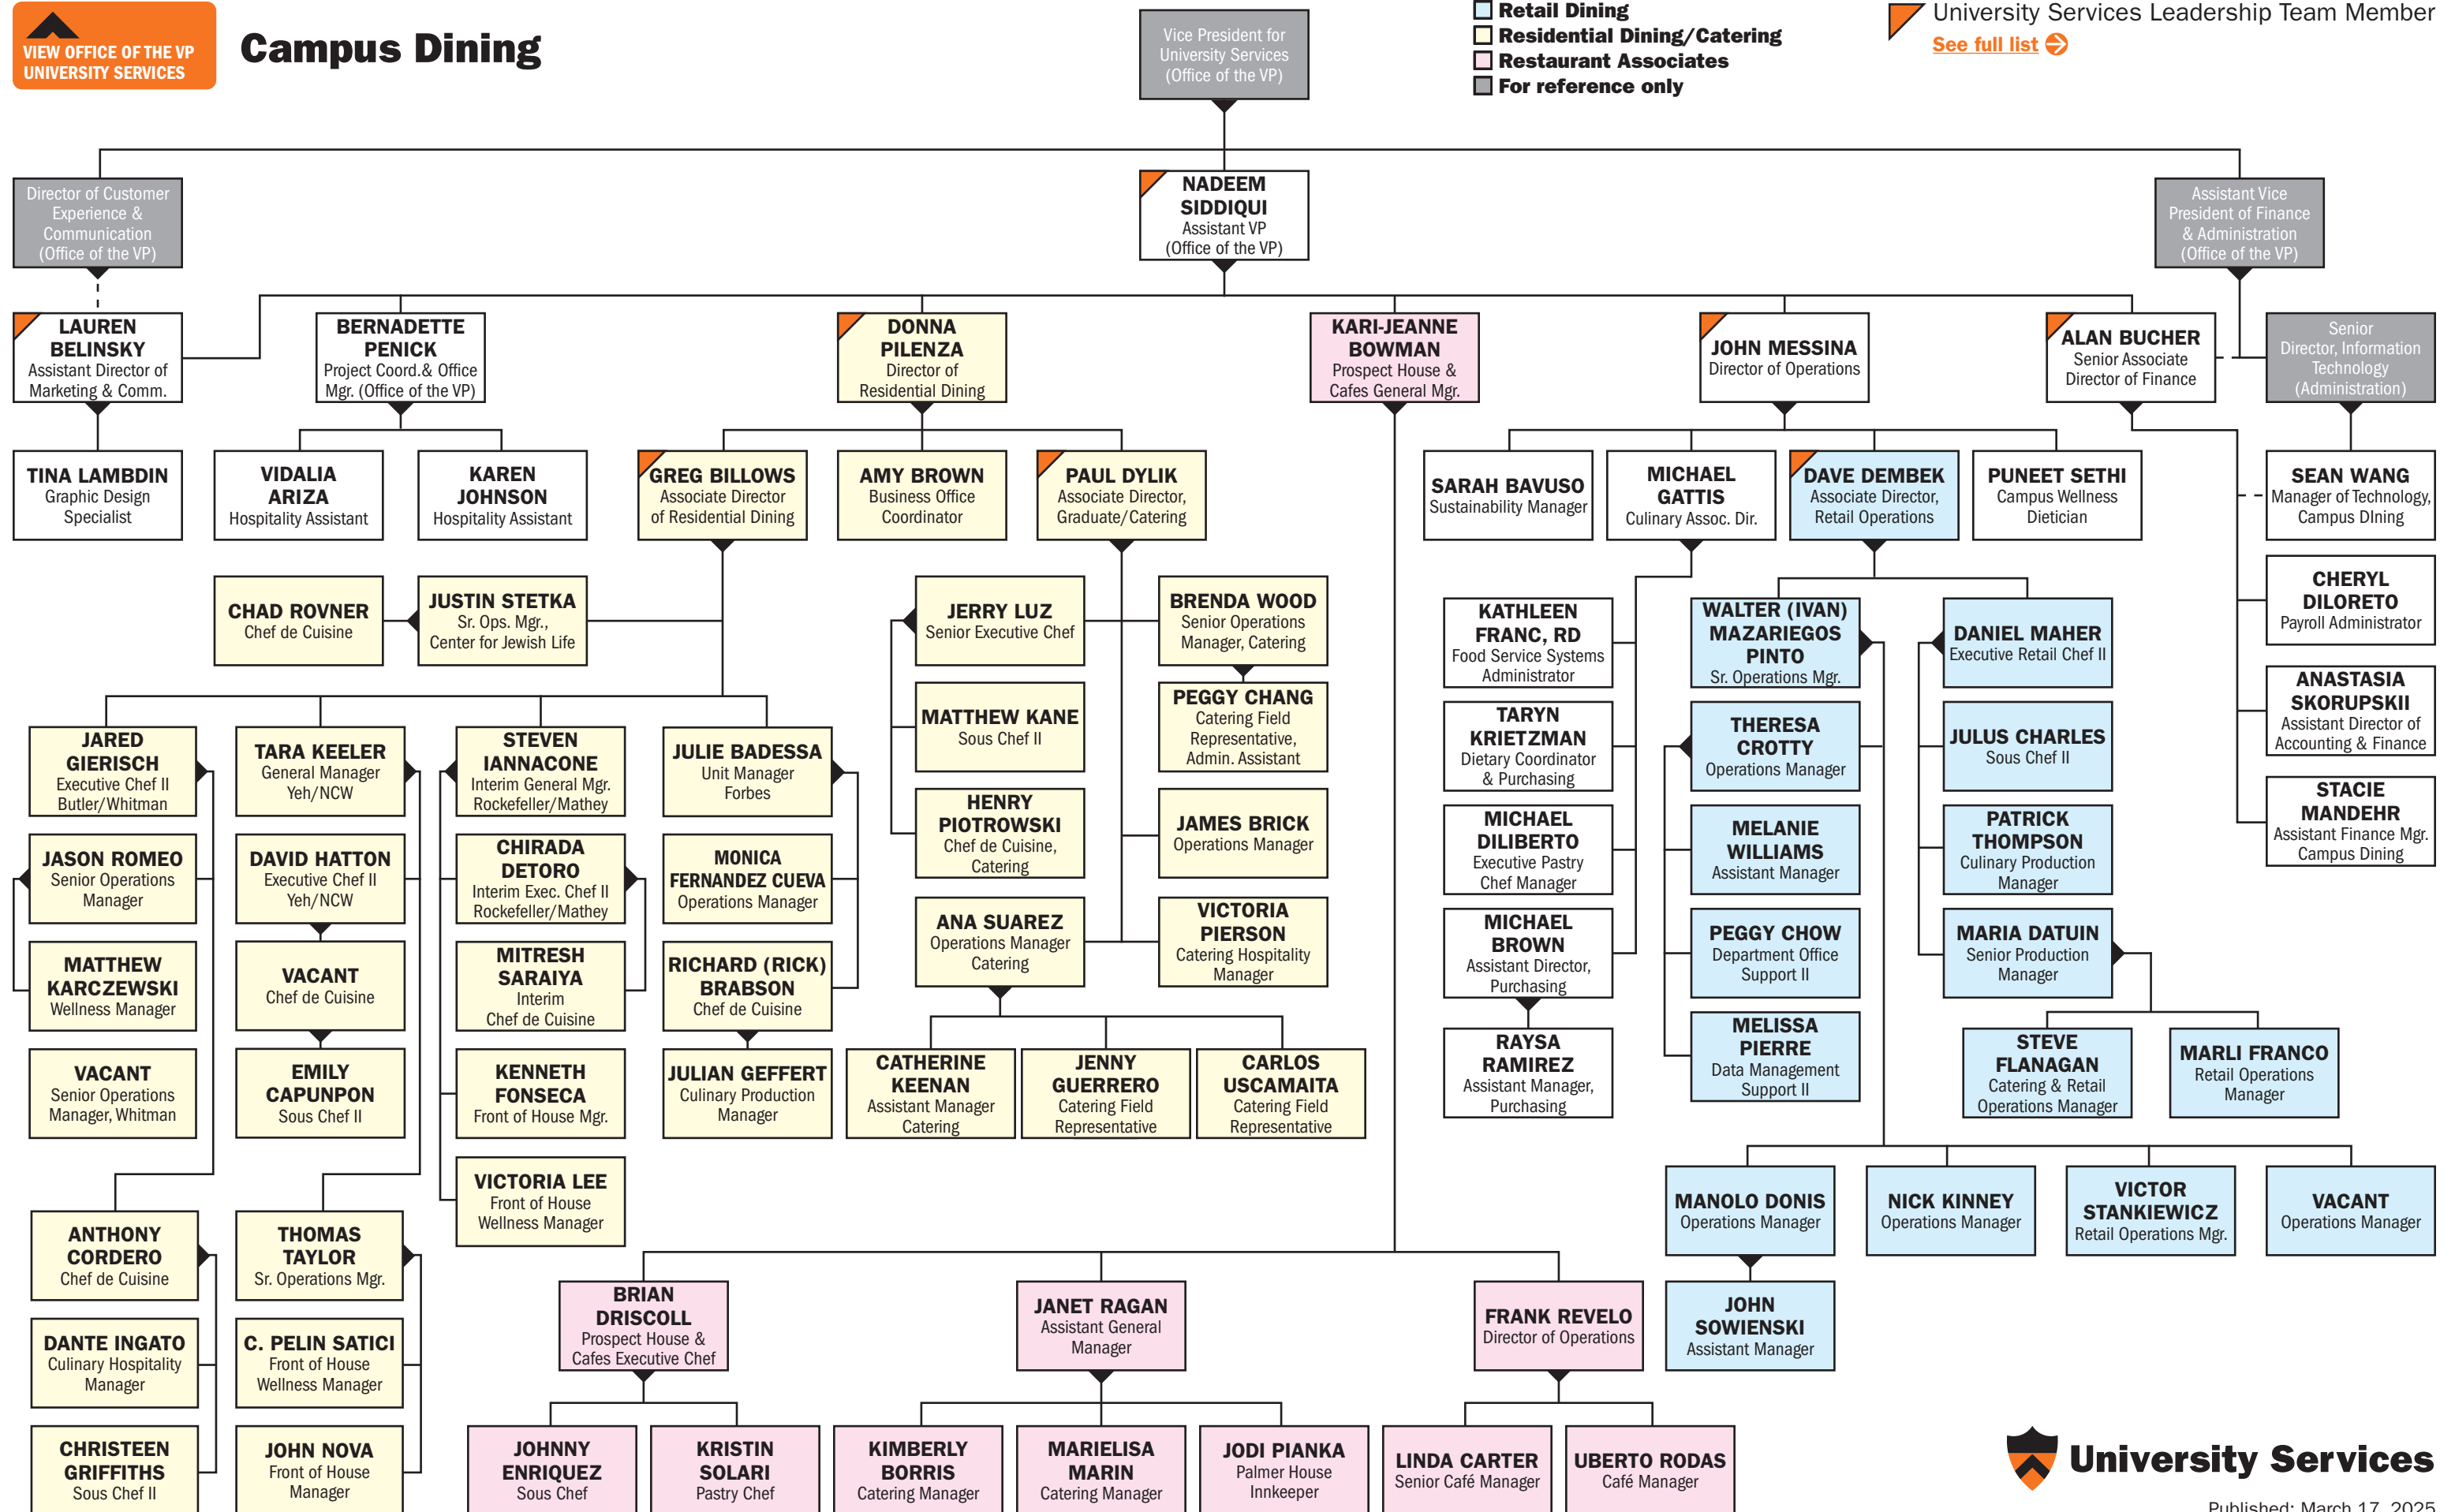 VIEW OFFICE OF THE VP
UNIVERSITY SERVICES
Campus Dining
Vice President for
University Services
(Office of the VP)
Retail Dining
Residential Dining/Catering
Restaurant Associates
For reference only
University Services Leadership Team Member
See full list
Director of Customer
Experience &
Communication
(Office of the VP)
NADEEM
SIDDIQUI
Assistant VP
(Office of the VP)
Assistant Vice
President of Finance
& Administration
(Office of the VP)
LAUREN
BELINSKY
Assistant Director of
Marketing & Comm.
BERNADETTE
PENICK
Project Coord.& Office
Mgr. (Office of the VP)
DONNA
PILENZA
Director of
Residential Dining
KARI-JEANNE
BOWMAN
Prospect House &
Cafes General Mgr.
JOHN MESSINA
Director of Operations
ALAN BUCHER
Senior Associate
Director of Finance
Senior
Director, Information
Technology
(Administration)
TINA LAMBDIN
Graphic Design
Specialist
VIDALIA
ARIZA
Hospitality Assistant
KAREN
JOHNSON
Hospitality Assistant
GREG BILLOWS
Associate Director
of Residential Dining
AMY BROWN
Business Office
Coordinator
PAUL DYLIK
Associate Director,
Graduate/Catering
SARAH BAVUSO
Sustainability Manager
MICHAEL
GATTIS
Culinary Assoc. Dir.
DAVE DEMBEK
Associate Director,
Retail Operations
PUNEET SETHI
Campus Wellness
Dietician
SEAN WANG
Manager of Technology,
Campus DIning
CHAD ROVNER
Chef de Cuisine
JUSTIN STETKA
Sr. Ops. Mgr.,
Center for Jewish Life
JERRY LUZ
Senior Executive Chef
BRENDA WOOD
Senior Operations
Manager, Catering
KATHLEEN
FRANC, RD
Food Service Systems
Administrator
WALTER (IVAN)
MAZARIEGOS
PINTO
Sr. Operations Mgr.
DANIEL MAHER
Executive Retail Chef II
CHERYL
DILORETO
Payroll Administrator
MATTHEW KANE
Sous Chef II
PEGGY CHANG
Catering Field
Representative,
Admin. Assistant
TARYN
KRIETZMAN
Dietary Coordinator
& Purchasing
THERESA
CROTTY
Operations Manager
JULUS CHARLES
Sous Chef II
ANASTASIA
SKORUPSKII
Assistant Director of
Accounting & Finance
JARED
GIERISCH
Executive Chef II
Butler/Whitman
TARA KEELER
General Manager
Yeh/NCW
STEVEN
IANNACONE
Interim General Mgr.
Rockefeller/Mathey
JULIE BADESSA
Unit Manager
Forbes
HENRY
PIOTROWSKI
Chef de Cuisine,
Catering
JAMES BRICK
Operations Manager
MICHAEL
DILIBERTO
Executive Pastry
Chef Manager
MELANIE
WILLIAMS
Assistant Manager
PATRICK
THOMPSON
Culinary Production
Manager
STACIE
MANDEHR
Assistant Finance Mgr.
Campus Dining
JASON ROMEO
Senior Operations
Manager
DAVID HATTON
Executive Chef II
Yeh/NCW
CHIRADA
DETORO
Interim Exec. Chef II
Rockefeller/Mathey
MONICA
FERNANDEZ CUEVA
Operations Manager
ANA SUAREZ
Operations Manager
Catering
VICTORIA
PIERSON
Catering Hospitality
Manager
MICHAEL
BROWN
Assistant Director,
Purchasing
PEGGY CHOW
Department Office
Support II
MARIA DATUIN
Senior Production
Manager
MATTHEW
KARCZEWSKI
Wellness Manager
VACANT
Chef de Cuisine
MITRESH
SARAIYA
Interim
Chef de Cuisine
RICHARD (RICK)
BRABSON
Chef de Cuisine
RAYSA
RAMIREZ
Assistant Manager,
Purchasing
MELISSA
PIERRE
Data Management
Support II
STEVE
FLANAGAN
Catering & Retail
Operations Manager
MARLI FRANCO
Retail Operations
Manager
VACANT
Senior Operations
Manager, Whitman
EMILY
CAPUNPON
Sous Chef II
KENNETH
FONSECA
Front of House Mgr.
JULIAN GEFFERT
Culinary Production
Manager
CATHERINE
KEENAN
Assistant Manager
Catering
JENNY
GUERRERO
Catering Field
Representative
CARLOS
USCAMAITA
Catering Field
Representative
VICTORIA LEE
Front of House
Wellness Manager
MANOLO DONIS
Operations Manager
NICK KINNEY
Operations Manager
VICTOR
STANKIEWICZ
Retail Operations Mgr.
VACANT
Operations Manager
ANTHONY
CORDERO
Chef de Cuisine
THOMAS
TAYLOR
Sr. Operations Mgr.
BRIAN
DRISCOLL
Prospect House &
Cafes Executive Chef
JANET RAGAN
Assistant General
Manager
FRANK REVELO
Director of Operations
JOHN
SOWIENSKI
Assistant Manager
DANTE INGATO
Culinary Hospitality
Manager
C. PELIN SATICI
Front of House
Wellness Manager
CHRISTEEN
GRIFFITHS
Sous Chef II
JOHN NOVA
Front of House
Manager
JOHNNY
ENRIQUEZ
Sous Chef
KRISTIN
SOLARI
Pastry Chef
KIMBERLY
BORRIS
Catering Manager
MARIELISA
MARIN
Catering Manager
JODI PIANKA
Palmer House
Innkeeper
LINDA CARTER
Senior Café Manager
UBERTO RODAS
Café Manager
University Services
Published: March 17, 2025